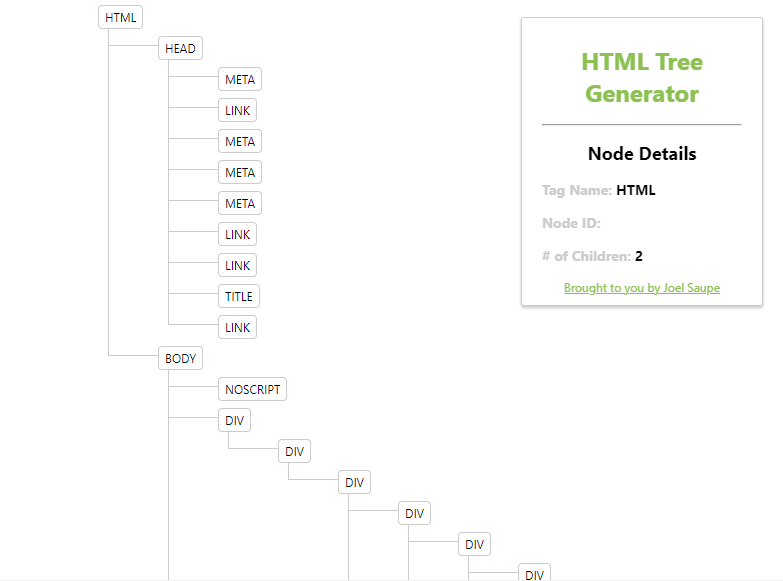 HTML
HEAD
META
LINK
META
META
META
LINK
LINK
TITLE
LINK
BODY
NOSCRIPT
DIV
DIV
DIV
DIV
DIV
DIV
HTML Tree
Generator
Node Details
Tag Name: HTML
Node ID:
# of Children: 2
Brought to you by Joel Saupe